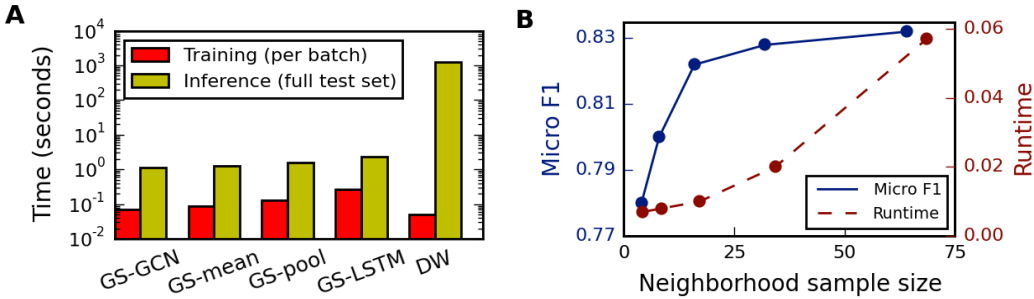 A
Time (seconds)
10^4
10^3
10^2
10^1
10^0
10^-1
10^-2
Training (per batch)
Inference (full test set)
GS-GCN
GS-mean
GS-pool
GS-LSTM
DW
B
Micro F1
0.83
0.81
0.79
0.77
0.06
0.04
0.02
0.00
Runtime
Micro F1
Runtime
0 25 50 75
Neighborhood sample size